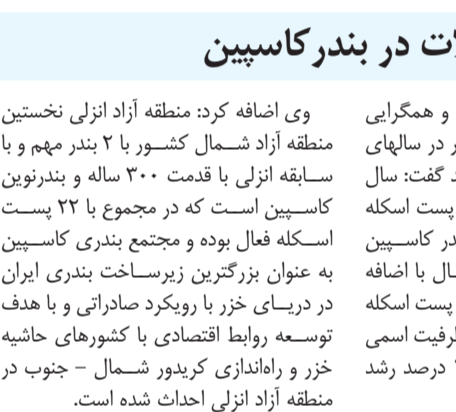 در بندر کاسپین
و همگرایی
در سالهای
گفت: سال
پست اسکله
کاسپین
با اضافه
پست اسکله
ظرفیت اسمی
درصد رشد
وی اضافه کرد: منطقه آزاد انزلی نخستین
منطقه آزاد شمال کشور با ۲ بندر مهم و با
سابقه انزلی با قدمت ۳۰۰ ساله و بندرنوین
کاسپین است که در مجموع با ۲۲ پست
اسکله فعال بوده و مجتمع بندری کاسپین
به عنوان بزرگترین زیرساخت بندری ایران
در دریای خزر با رویکرد صادراتی و با هدف
توسعه روابط اقتصادی با کشورهای حاشیه
خزر و راه‌اندازی کریدور شمال – جنوب در
منطقه آزاد انزلی احداث شده است.